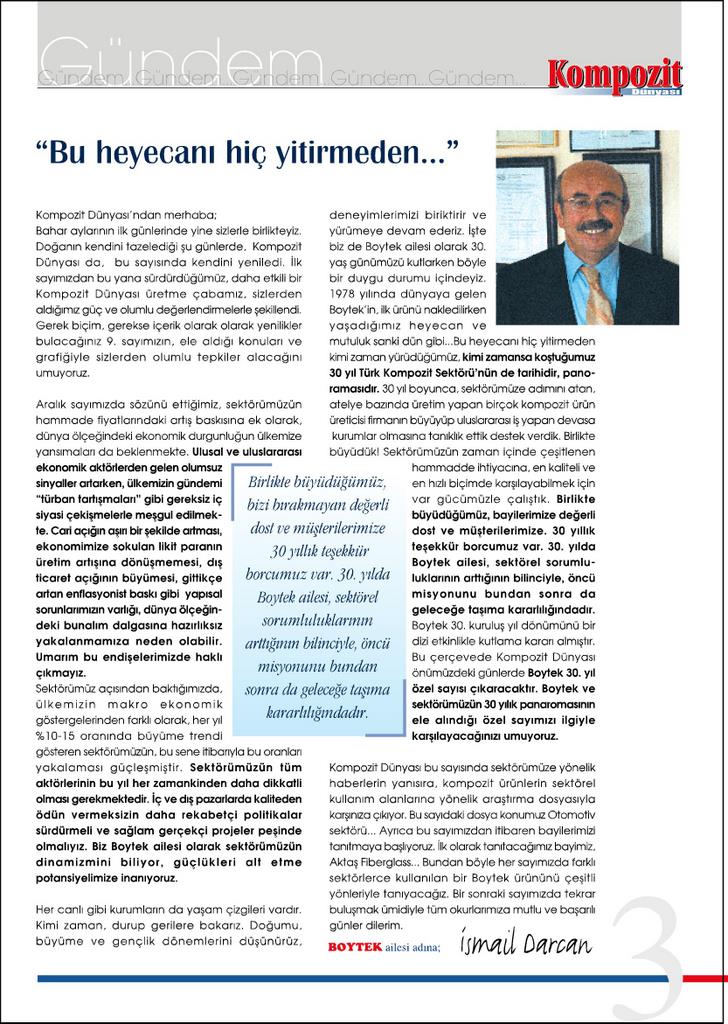 Gündem
Gündem... Gündem... Gündem... Gündem... Gündem...
Kompozit
Dünyası
“Bu heyecanı hiç yitirmeden...”
Kompozit Dünyası’ndan merhaba;
Bahar aylarının ilk günlerinde yine sizlerle birlikteyiz.
Doğanın kendini tazelediği şu günlerde, Kompozit
Dünyası da, bu sayısında kendini yeniledi. İlk
sayımızdan bu yana sürdürdüğümüz, daha etkili bir
Kompozit Dünyası üretme çabamız, sizlerden
aldığımız güç ve olumlu değerlendirmelerle şekillendi.
Gerek biçim, gerekse içerik olarak olarak yenilikler
bulacağınız 9. sayımızın, ele aldığı konuları ve
grafiğiyle sizlerden olumlu tepkiler alacağını
umuyoruz.
Aralık sayımızda sözünü ettiğimiz, sektörümüzün
hammade fiyatlarındaki artış baskısına ek olarak,
dünya ölçeğindeki ekonomik durgunluğun ülkemize
yansımaları da beklenmekte. Ulusal ve uluslararası
ekonomik aktörlerden gelen olumsuz
sinyaller artarken, ülkemizin gündemi
“türban tartışmaları” gibi gereksiz iç
siyasi çekişmelerle meşgul edilmek-
te. Cari açığın aşırı bir şekilde artması,
ekonomimize sokulan likit paranın
üretim artışına dönüşmemesi, dış
ticaret açığının büyümesi, gittikçe
artan enflasyonist baskı gibi yapısal
sorunlarımızın varlığı, dünya ölçeğin-
deki bunalım dalgasına hazırlıksız
yakalanmamıza neden olabilir.
Umarım bu endişelerimizde haklı
çıkmayız.
Sektörümüz açısından baktığımızda,
ülkemizin makro ekonomik
göstergelerinden farklı olarak, her yıl
%10-15 oranında büyüme trendi
gösteren sektörümüzün, bu sene itibarıyla bu oranları
yakalaması güçleşmiştir. Sektörümüzün tüm
aktörlerinin bu yıl her zamankinden daha dikkatli
olması gerekmektedir. İç ve dış pazarlarda kaliteden
ödün vermeksizin daha rekabetçi politikalar
sürdürmeli ve sağlam gerçekçi projeler peşinde
olmalıyız. Biz Boytek ailesi olarak sektörümüzün
dinamizmini biliyor, güçlükleri alt etme
potansiyelimize inanıyoruz.
Her canlı gibi kurumların da yaşam çizgileri vardır.
Kimi zaman, durup gerilere bakarız. Doğumu,
büyüme ve gençlik dönemlerini düşünürüz,
Birlikte büyüdüğümüz,
bizi bırakmayan değerli
dost ve müşterilerimize
30 yıllık teşekkür
borcumuz var. 30. yılda
Boytek ailesi, sektörel
sorumluluklarının
arttığının bilinciyle, öncü
misyonunu bundan
sonra da geleceğe taşıma
kararlılığındadır.
deneyimlerimizi biriktirir ve
yürümeye devam ederiz. İşte
biz de Boytek ailesi olarak 30.
yaş günümüzü kutlarken böyle
bir duygu durumu içindeyiz.
1978 yılında dünyaya gelen
Boytek’in, ilk ürünü nakledilirken
yaşadığımız heyecan ve
mutuluk sanki dün gibi...Bu heyecanı hiç yitirmeden
kimi zaman yürüdüğümüz, kimi zamansa koştuğumuz
30 yıl Türk Kompozit Sektörü’nün de tarihidir, pano-
ramasıdır. 30 yıl boyunca, sektörümüze adımını atan,
atelye bazında üretim yapan birçok kompozit ürün
üreticisi firmanın büyüyüp uluslararası iş yapan devasa
kurumlar olmasına tanıklık ettik destek verdik. Birlikte
büyüdük! Sektörümüzün zaman içinde çeşitlenen
hammadde ihtiyacına, en kaliteli ve
en hızlı biçimde karşılayabilmek için
var gücümüzle çalıştık. Birlikte
büyüdüğümüz, bayilerimize değerli
dost ve müşterilerimize. 30 yıllık
teşekkür borcumuz var. 30. yılda
Boytek ailesi, sektörel sorumlu-
luklarının arttığının bilinciyle, öncü
misyonunu bundan sonra da
geleceğe taşıma kararlılığındadır.
Boytek 30. kuruluş yıl dönümünü bir
dizi etkinlikle kutlama kararı almıştır.
Bu çerçevede Kompozit Dünyası
önümüzdeki günlerde Boytek 30. yıl
özel sayısı çıkaracaktır. Boytek ve
sektörümüzün 30 yıllık panaromasının
ele alındığı özel sayımızı ilgiyle
karşılayacağınızı umuyoruz.
Kompozit Dünyası bu sayısında sektörümüze yönelik
haberlerin yanısıra, kompozit ürünlerin sektörel
kullanım alanlarına yönelik araştırma dosyasıyla
karşınıza çıkıyor. Bu sayıdaki dosya konumuz Otomotiv
sektörü... Ayrıca bu sayımızdan itibaren bayilerimizi
tanıtmaya başlıyoruz. İlk olarak tanıtacağımız bayimiz,
Aktaş Fiberglass... Bundan böyle her sayımızda farklı
sektörlerce kullanılan bir Boytek ürününü çeşitli
yönleriyle tanıyacağız. Bir sonraki sayımızda tekrar
buluşmak ümidiyle tüm okurlarımıza mutlu ve başarılı
günler dilerim.
BOYTEK ailesi adına; ismail Darcan
3